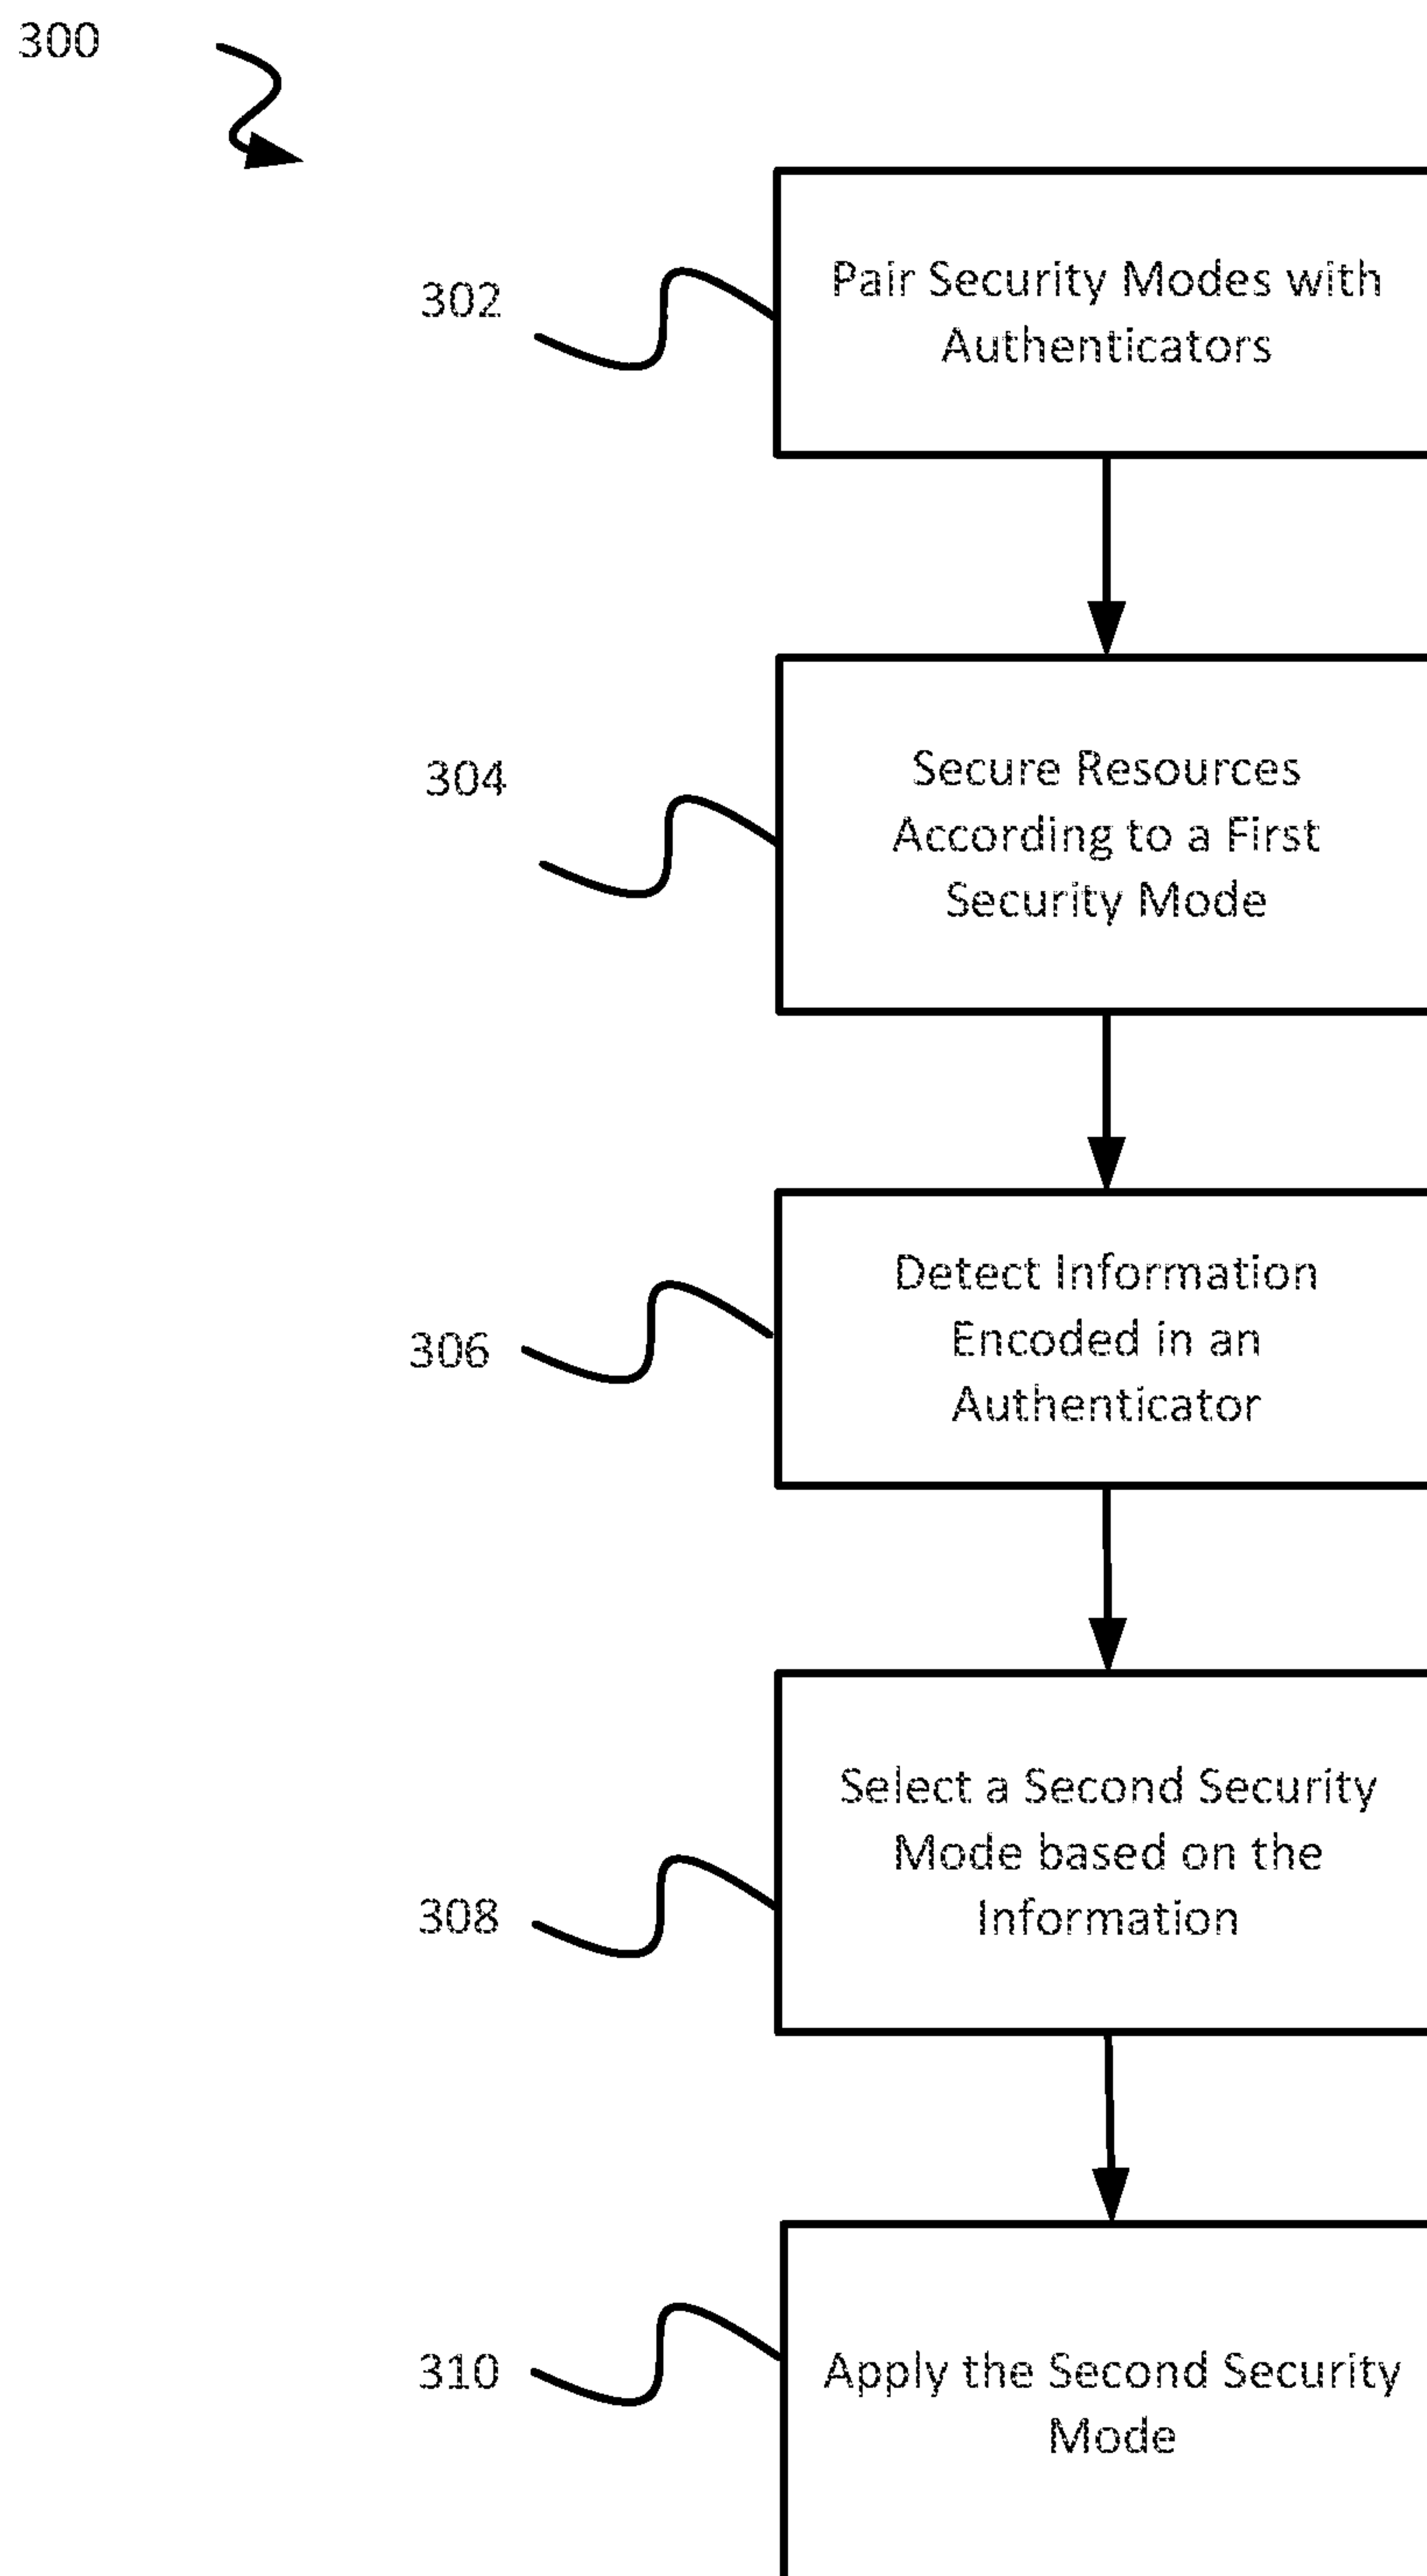 300
302
Pair Security Modes with
Authenticators
304
Secure Resources
According to a First
Security Mode
306
Detect Information
Encoded in an
Authenticator
308
Select a Second Security
Mode based on the
Information
310
Apply the Second Security
Mode